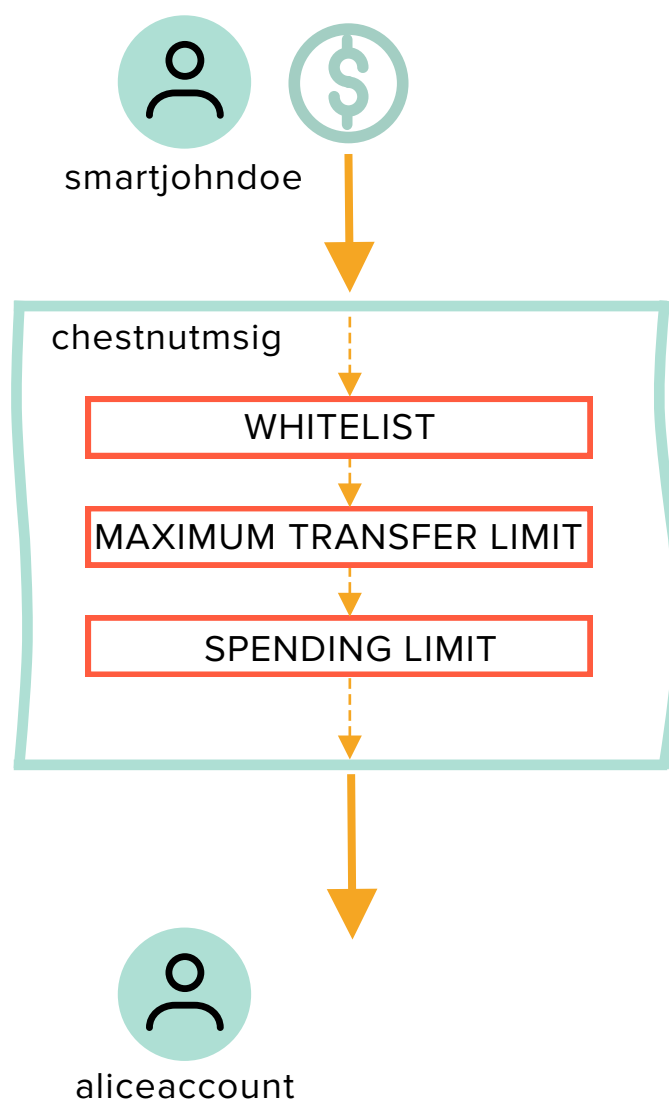 smartjohndoe
chestnutmsig
WHITELIST
MAXIMUM TRANSFER LIMIT
SPENDING LIMIT
aliceaccount